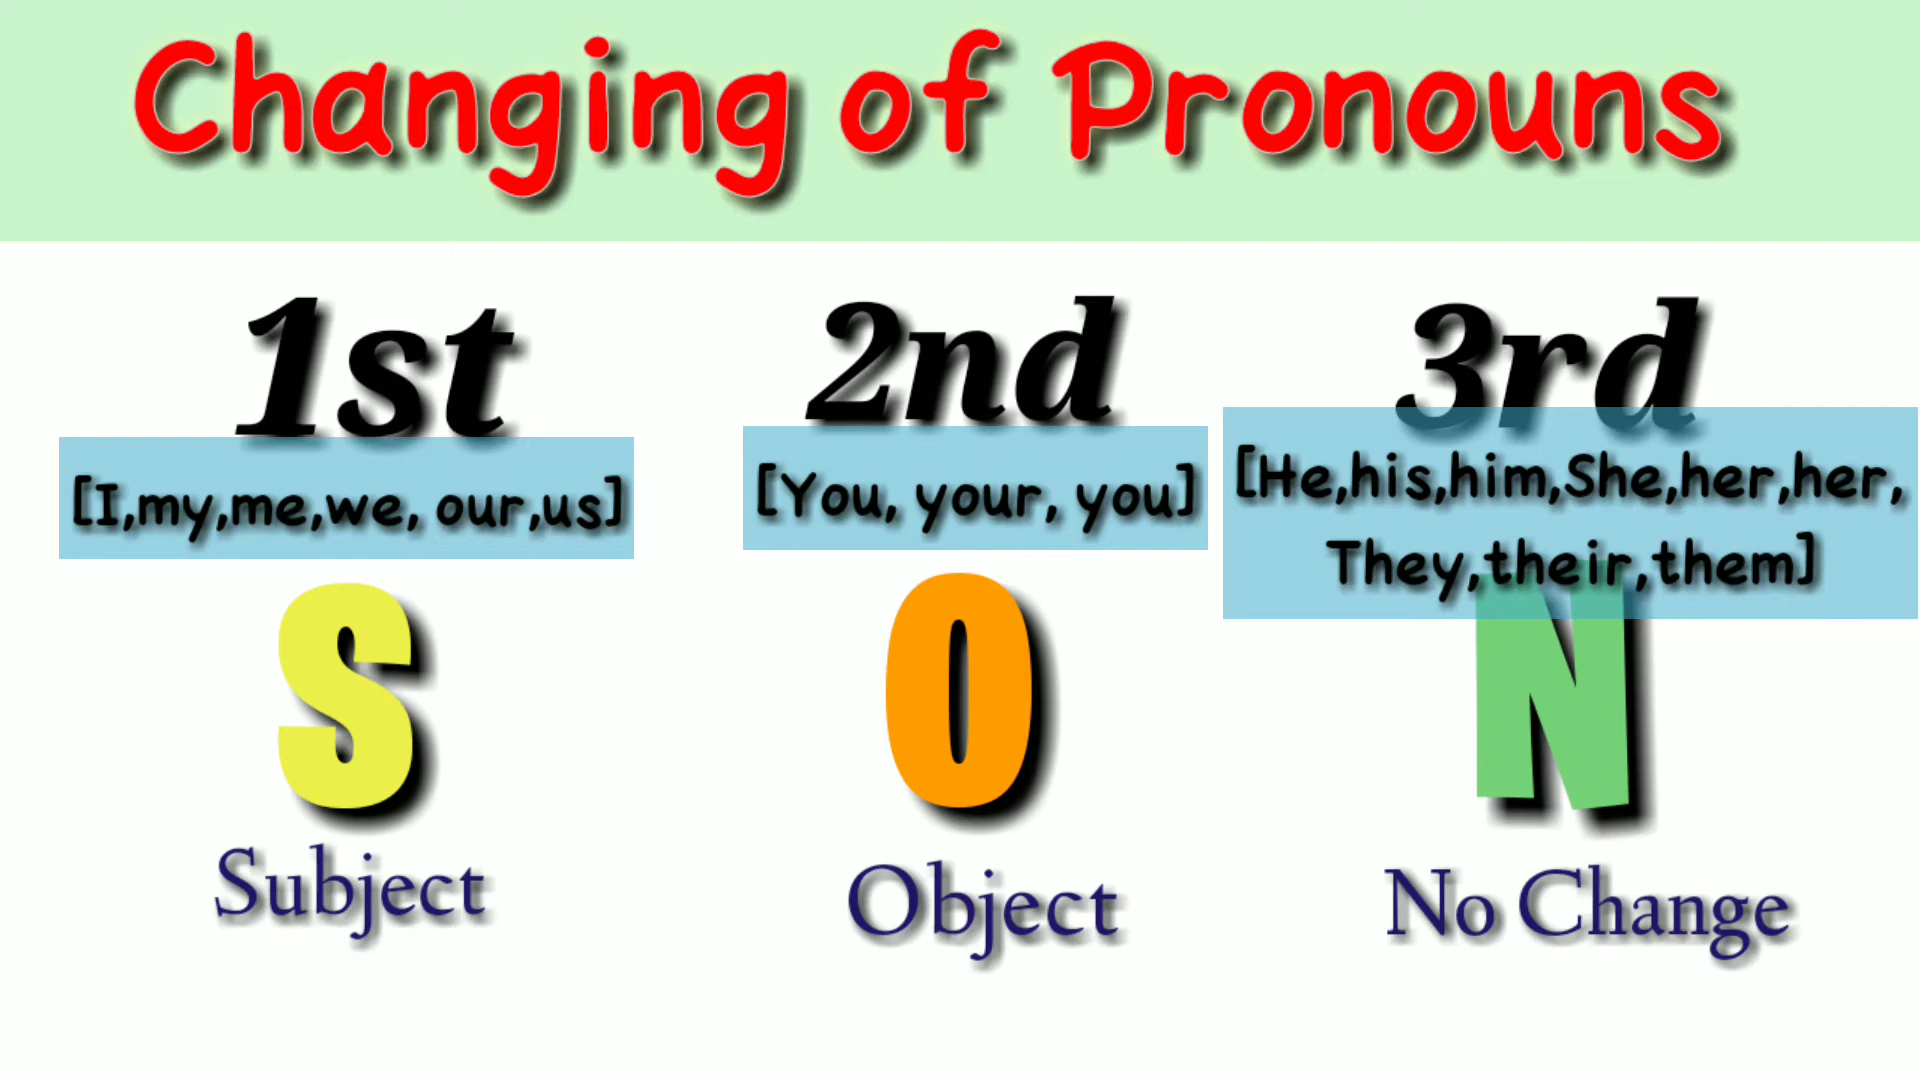 Changing of Pronouns
1st 2nd 3rd
[I,my,me,we, our,us] [You, your, you] [He,his,him,She,her,her,
They,their,them]
S O N
Subject Object No Change